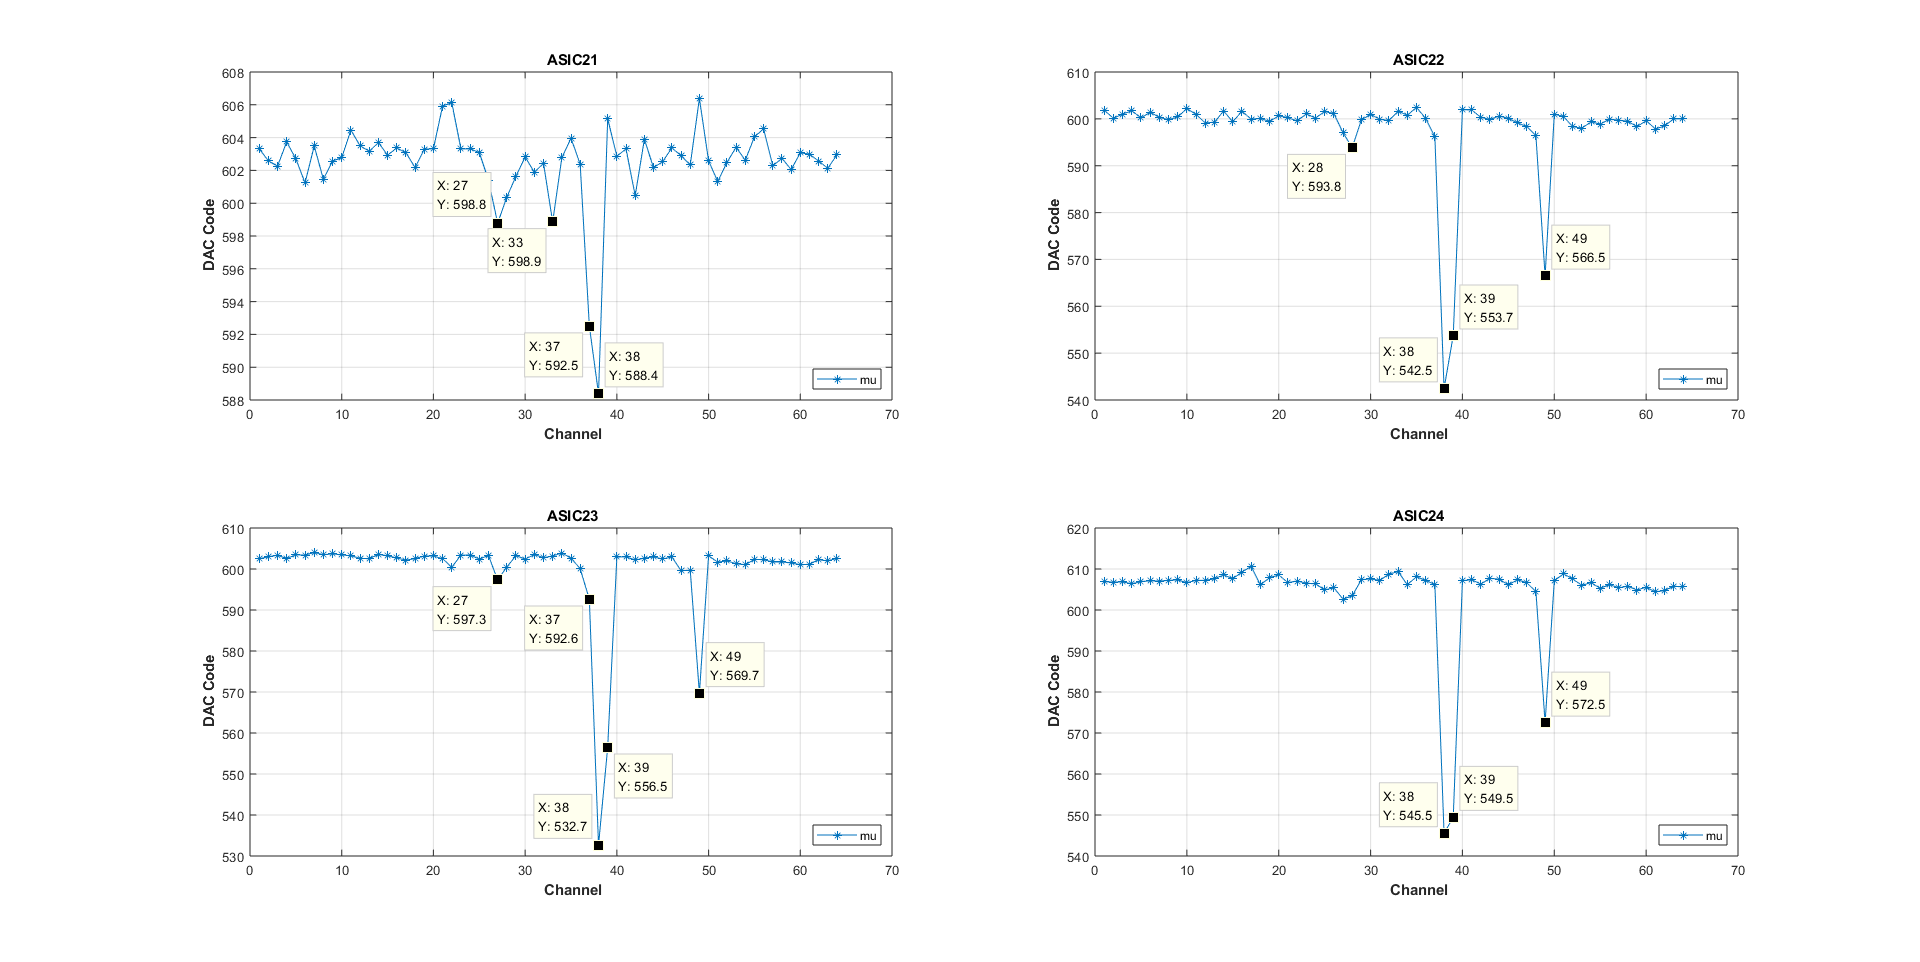 ASIC21
608
606
604
602
600
598
596
594
592
590
588
DAC Code
X: 27
Y: 598.8
X: 33
Y: 598.9
X: 37
Y: 592.5
X: 38
Y: 588.4
mu
0 10 20 30 40 50 60 70
Channel
ASIC22
610
600
590
580
570
560
550
540
DAC Code
X: 28
Y: 593.8
X: 49
Y: 566.5
X: 39
Y: 553.7
X: 38
Y: 542.5
mu
0 10 20 30 40 50 60 70
Channel
ASIC23
610
600
590
580
570
560
550
540
530
DAC Code
X: 27
Y: 597.3
X: 37
Y: 592.6
X: 49
Y: 569.7
X: 39
Y: 556.5
X: 38
Y: 532.7
mu
0 10 20 30 40 50 60 70
Channel
ASIC24
620
610
600
590
580
570
560
550
540
DAC Code
X: 49
Y: 572.5
X: 39
Y: 549.5
X: 38
Y: 545.5
mu
0 10 20 30 40 50 60 70
Channel